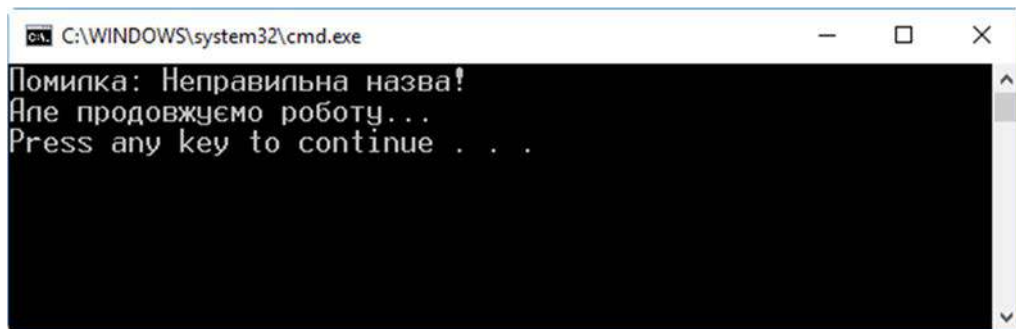 C:\WINDOWS\system32\cmd.exe
Помилка: Неправильна назва!
Але продовжуємо роботу...
Press any key to continue . . .